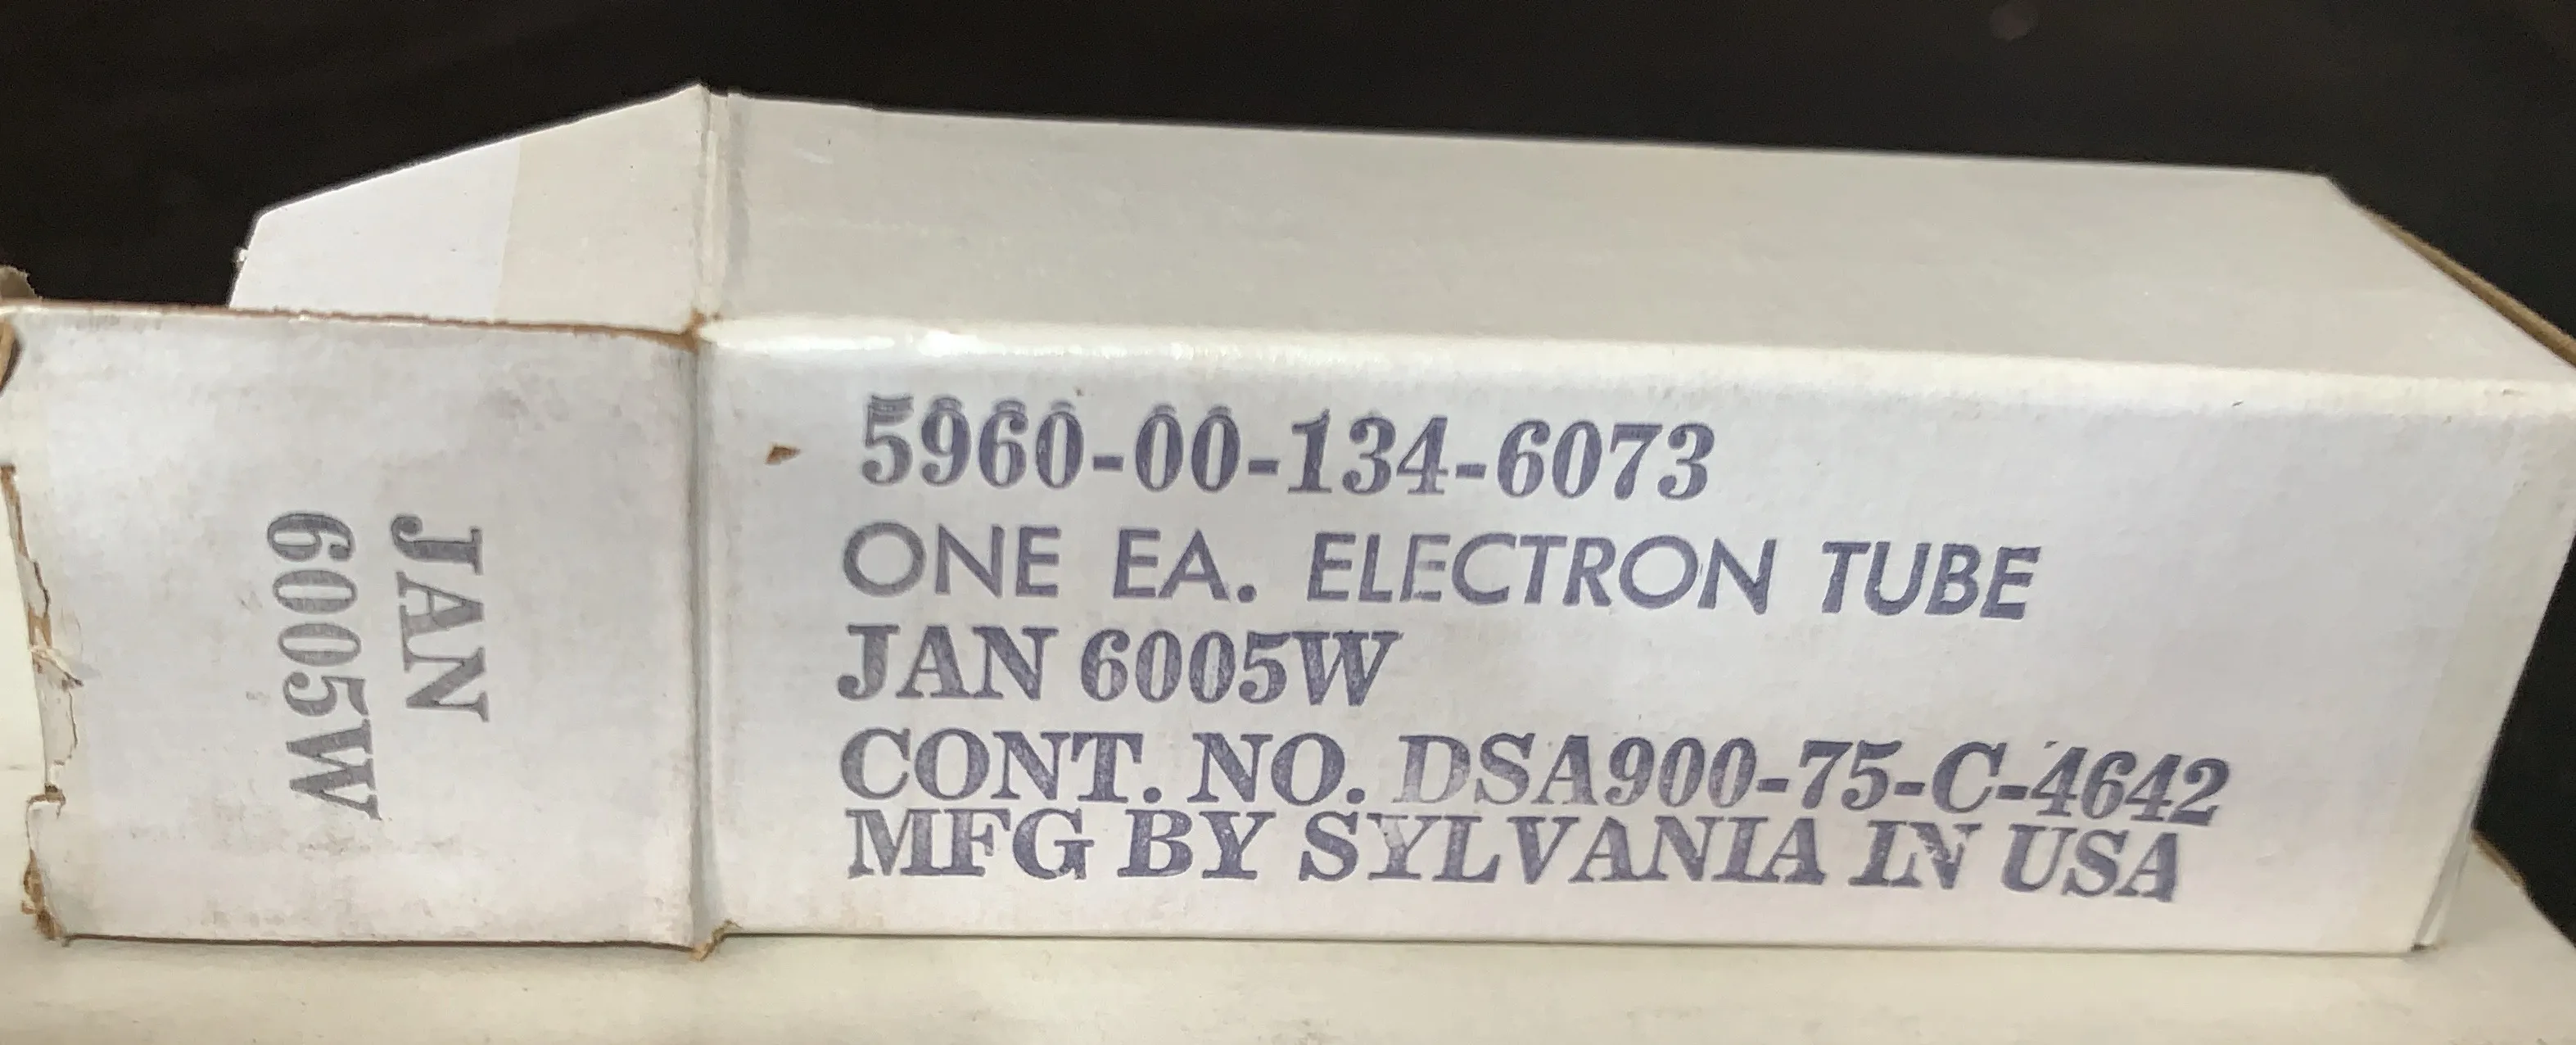 JAN
6005W
5960-00-134-6073
ONE EA. ELECTRON TUBE
JAN 6005W
CONT. NO. DSA900-75-C-4642
MFG BY SYLVANIA IN USA